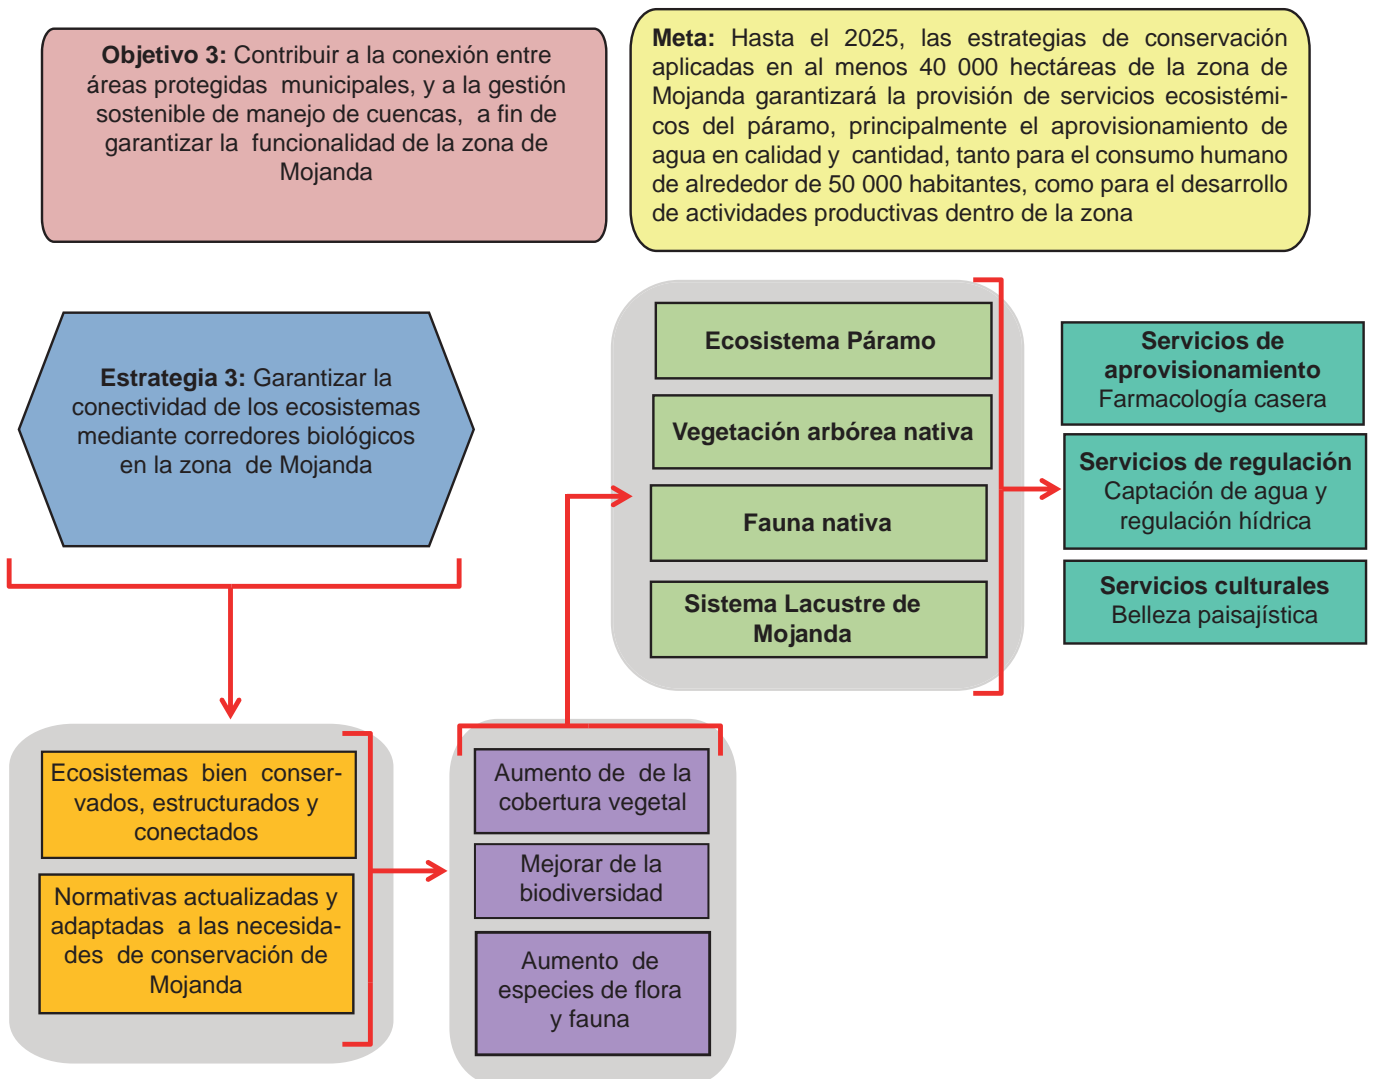 Objetivo 3: Contribuir a la conexión entre
áreas protegidas municipales, y a la gestión
sostenible de manejo de cuencas, a fin de
garantizar la funcionalidad de la zona de
Mojanda
Meta: Hasta el 2025, las estrategias de conservación
aplicadas en al menos 40 000 hectáreas de la zona de
Mojanda garantizará la provisión de servicios ecosistémi-
cos del páramo, principalmente el aprovisionamiento de
agua en calidad y cantidad, tanto para el consumo humano
de alrededor de 50 000 habitantes, como para el desarrollo
de actividades productivas dentro de la zona
Estrategia 3: Garantizar la
conectividad de los ecosistemas
mediante corredores biológicos
en la zona de Mojanda
Ecosistemas bien conser-
vados, estructurados y
conectados
Normativas actualizadas y
adaptadas a las necesida-
des de conservación de
Mojanda
Aumento de de la
cobertura vegetal
Mejorar de la
biodiversidad
Aumento de
especies de flora
y fauna
Ecosistema Páramo
Vegetación arbórea nativa
Fauna nativa
Sistema Lacustre de
Mojanda
Servicios de
aprovisionamiento
Farmacología casera
Servicios de regulación
Captación de agua y
regulación hídrica
Servicios culturales
Belleza paisajística